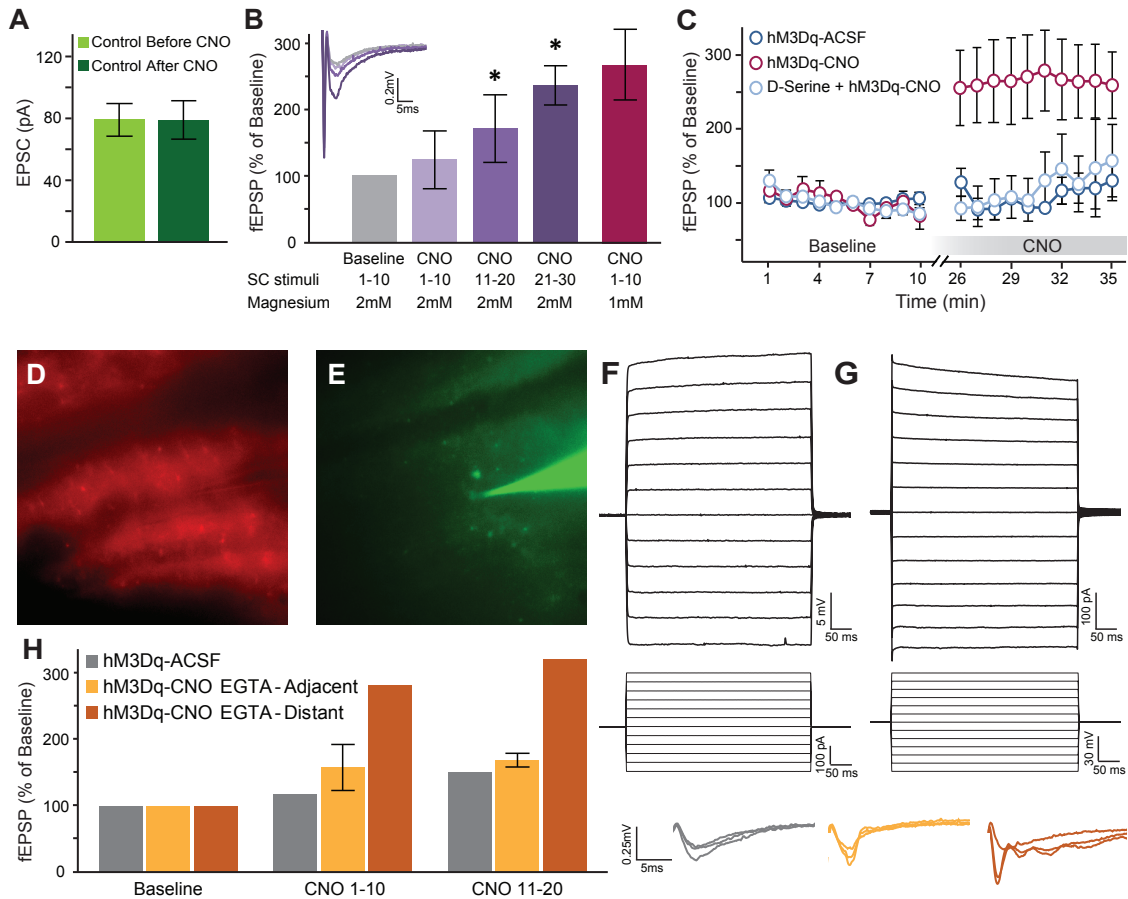 A
Control Before CNO
Control After CNO
EPSC (pA)
120
80
40
0
B
fEPSP (% of Baseline)
300
200
100
0
0.2mV
5ms
*
*
Baseline CNO CNO CNO CNO
SC stimuli 1-10 1-10 11-20 21-30 1-10
Magnesium 2mM 2mM 2mM 2mM 1mM
C
hM3Dq-ACSF
hM3Dq-CNO
D-Serine + hM3Dq-CNO
fEPSP (% of Baseline)
300
200
100
Baseline CNO
1 4 7 10 26 29 32 35
Time (min)
D
E
F
5 mV
50 ms
100 pA
50 ms
G
100 pA
50 ms
30 mV
50 ms
H
hM3Dq-ACSF
hM3Dq-CNO EGTA-Adjacent
hM3Dq-CNO EGTA-Distant
fEPSP (% of Baseline)
300
200
100
0
Baseline CNO 1-10 CNO 11-20
0.25mV
5ms